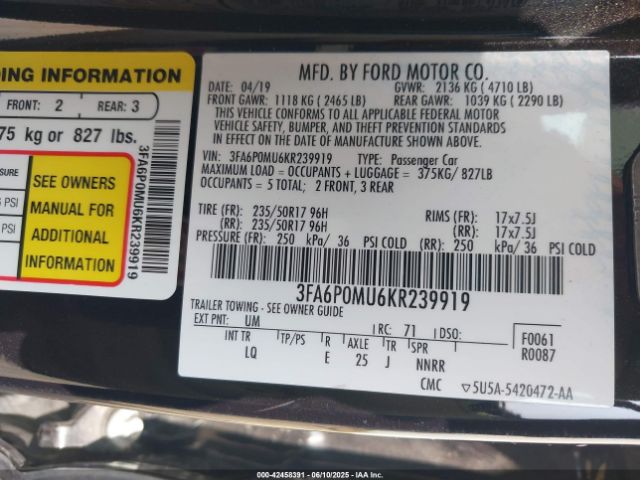 DING INFORMATION
FRONT: 2
REAR: 3
75 kg or 827 lbs.
SURE
PSI
PSI
SEE OWNERS
MANUAL FOR
ADDITIONAL
INFORMATION
3FA6P0MU6KR239919
MFD. BY FORD MOTOR CO.
DATE: 04/19
GVWR: 2136 KG ( 4710 LB)
FRONT GAWR: 1118 KG ( 2465 LB)
REAR GAWR: 1039 KG ( 2290 LB)
THIS VEHICLE CONFORMS TO ALL APPLICABLE FEDERAL MOTOR
VEHICLE SAFETY, BUMPER, AND THEFT PREVENTION STANDARDS
IN EFFECT ON THE DATE OF MANUFACTURE SHOWN ABOVE.
VIN: 3FA6P0MU6KR239919
TYPE: Passenger Car
MAXIMUM LOAD = OCCUPANTS + LUGGAGE = 375KG/ 827LB
OCCUPANTS = 5 TOTAL; 2 FRONT, 3 REAR
TIRE (FR): 235/50R17 96H
RIMS (FR): 17x7.5J
(RR): 235/50R17 96H
(RR): 17x7.5J
PRESSURE (FR): 250 kPa/ 36 PSI COLD
(RR): 250 kPa/ 36 PSI COLD
3FA6P0MU6KR239919
TRAILER TOWING - SEE OWNER GUIDE
EXT PNT: UM
RC: 71
DSO:
F0061
R0087
INT TR
TP/PS
R
AXLE
TR
SPR
LQ
E
25
J
NNRR
CMC
5U5A-5420472-AA
000-42458391 - 06/10/2025 - IAAI, Inc.